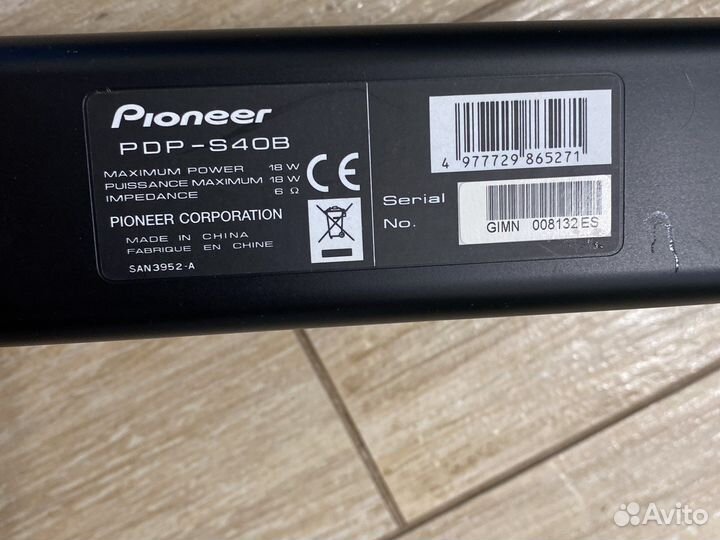 Pioneer
PDP-S40B
MAXIMUM POWER 18 W
PUISSANCE MAXIMUM 18 W
IMPEDANCE 6 Ω
PIONEER CORPORATION
MADE IN CHINA
FABRIQUE EN CHINE
SAN3952-A
CE
4 977729 865271
Serial
No.
GIMN 008132 ES
Avito